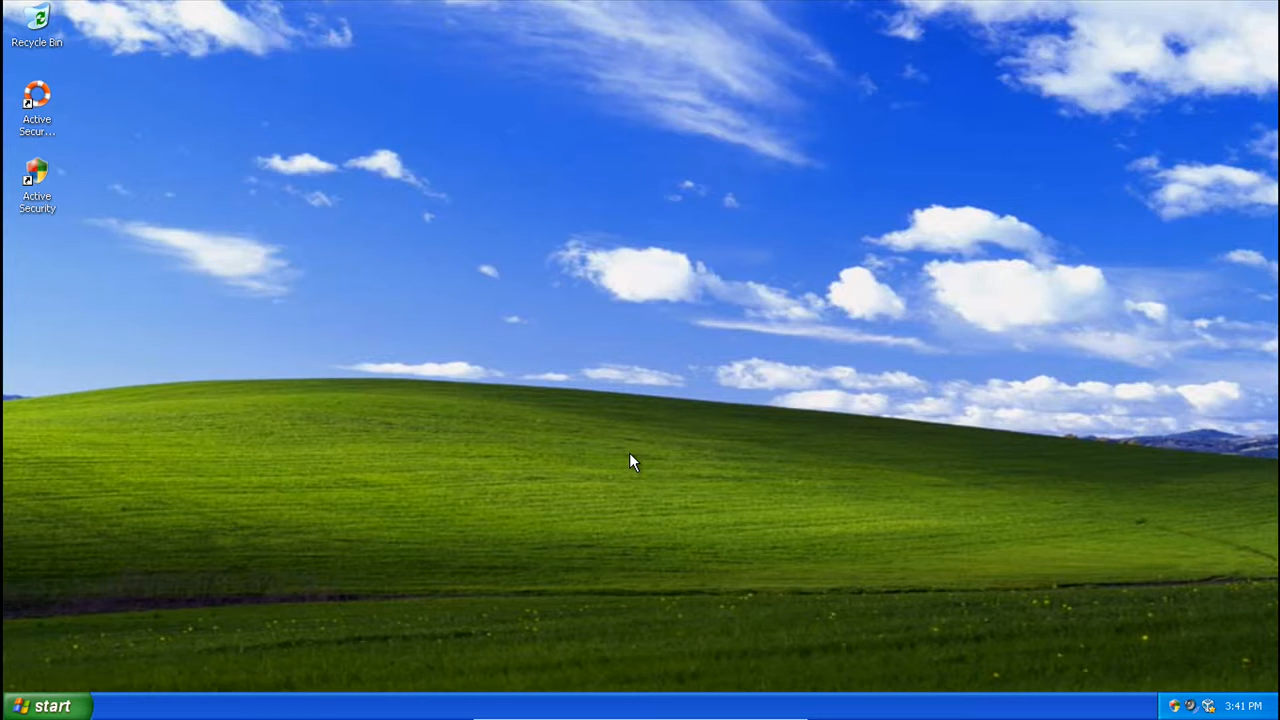 Recycle Bin
Active
Secur...
Active
Security
start
3:41 PM